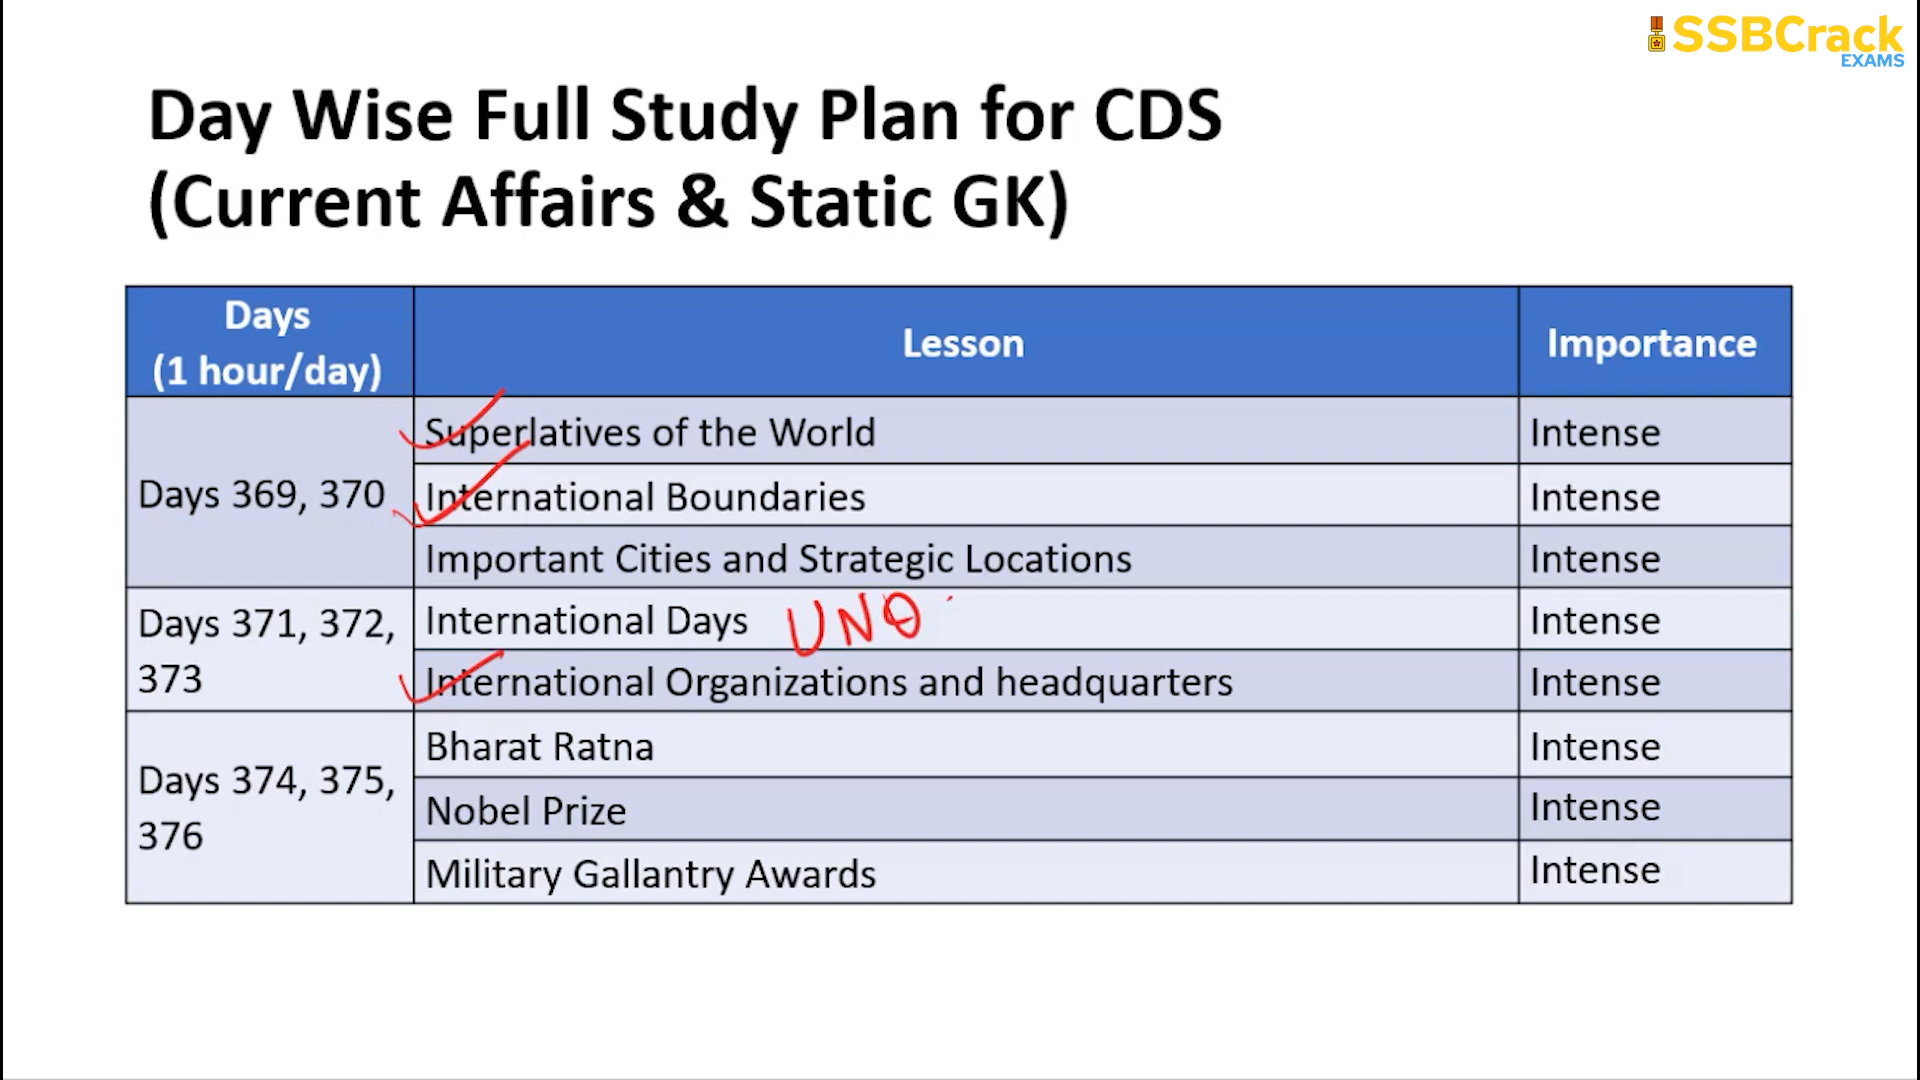 SSBCrack
EXAMS
Day Wise Full Study Plan for CDS
(Current Affairs & Static GK)
Days
(1 hour/day)
Lesson
Importance
Days 369, 370
Superlatives of the World
Intense
International Boundaries
Intense
Important Cities and Strategic Locations
Intense
Days 371, 372,
373
International Days
UNO
Intense
International Organizations and headquarters
Intense
Days 374, 375,
376
Bharat Ratna
Intense
Nobel Prize
Intense
Military Gallantry Awards
Intense